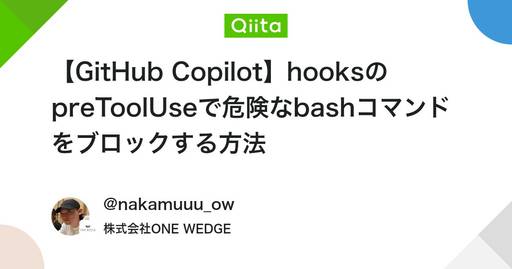 Qiita
【GitHub Copilot】hooksの
preToolUseで危険なbashコマンド
をブロックする方法
@nakamuuu_ow
株式会社ONE WEDGE